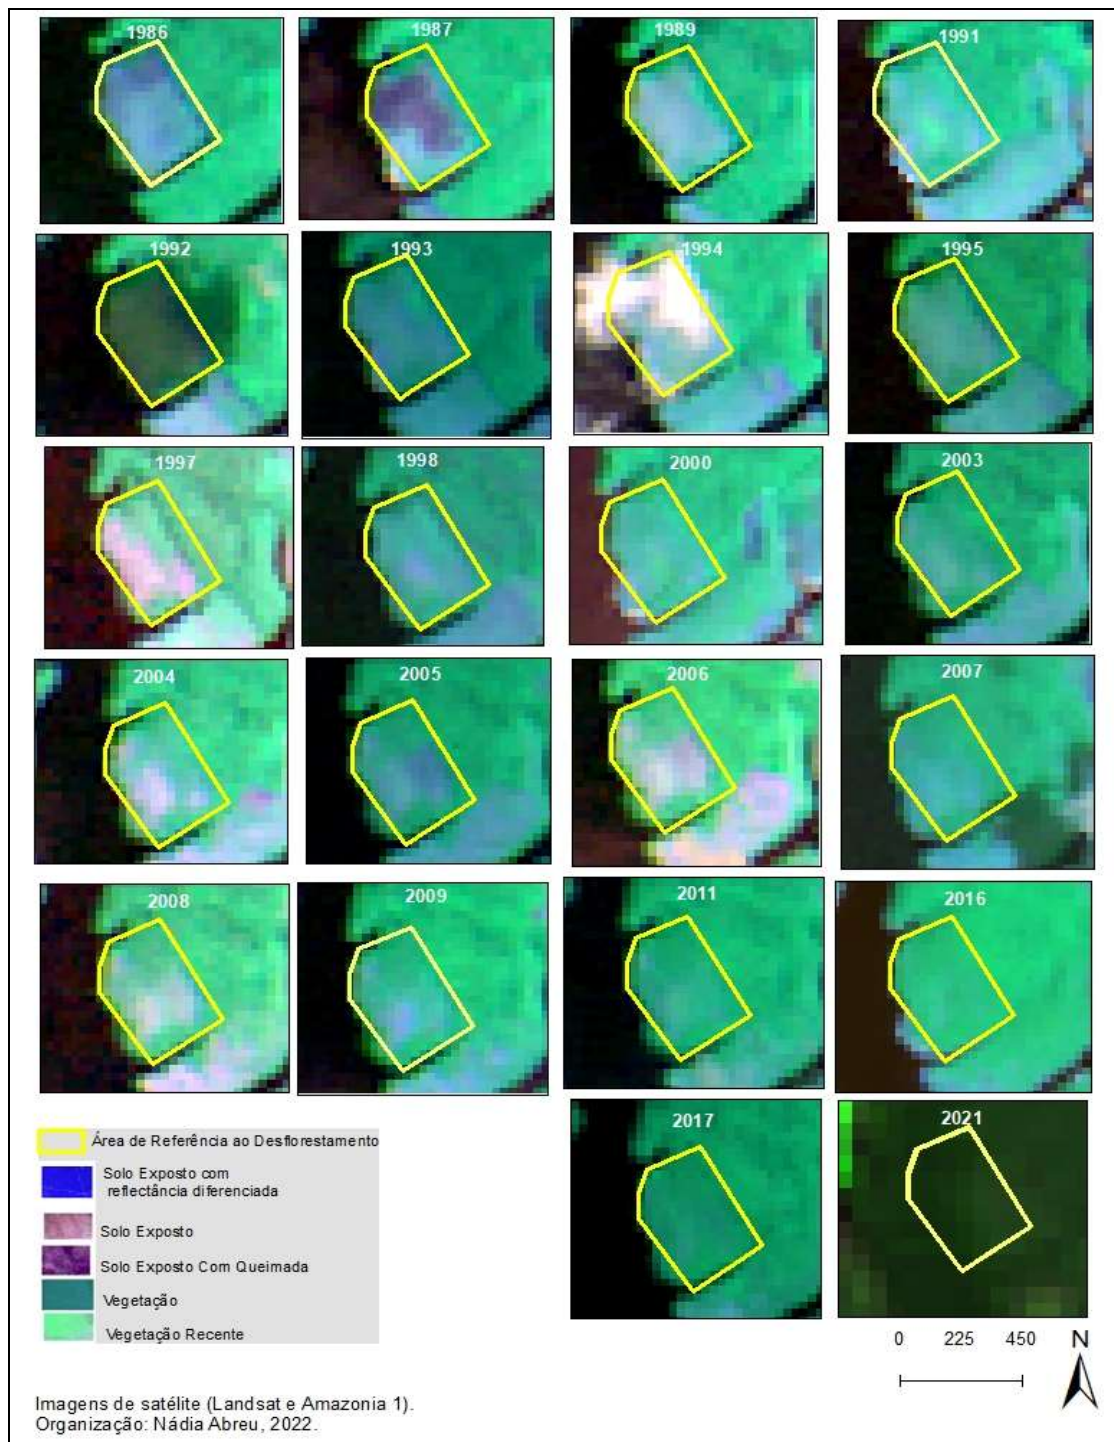 1986
1987
1989
1991
1992
1993
1994
1995
1997
1998
2000
2003
2004
2005
2006
2007
2008
2009
2011
2016
2017
2021
Área de Referência ao Desflorestamento
Solo Exposto com
reflectância diferenciada
Solo Exposto
Solo Exposto Com Queimada
Vegetação
Vegetação Recente
0 225 450 N
Imagens de satélite (Landsat e Amazonia 1).
Organização: Nádia Abreu, 2022.